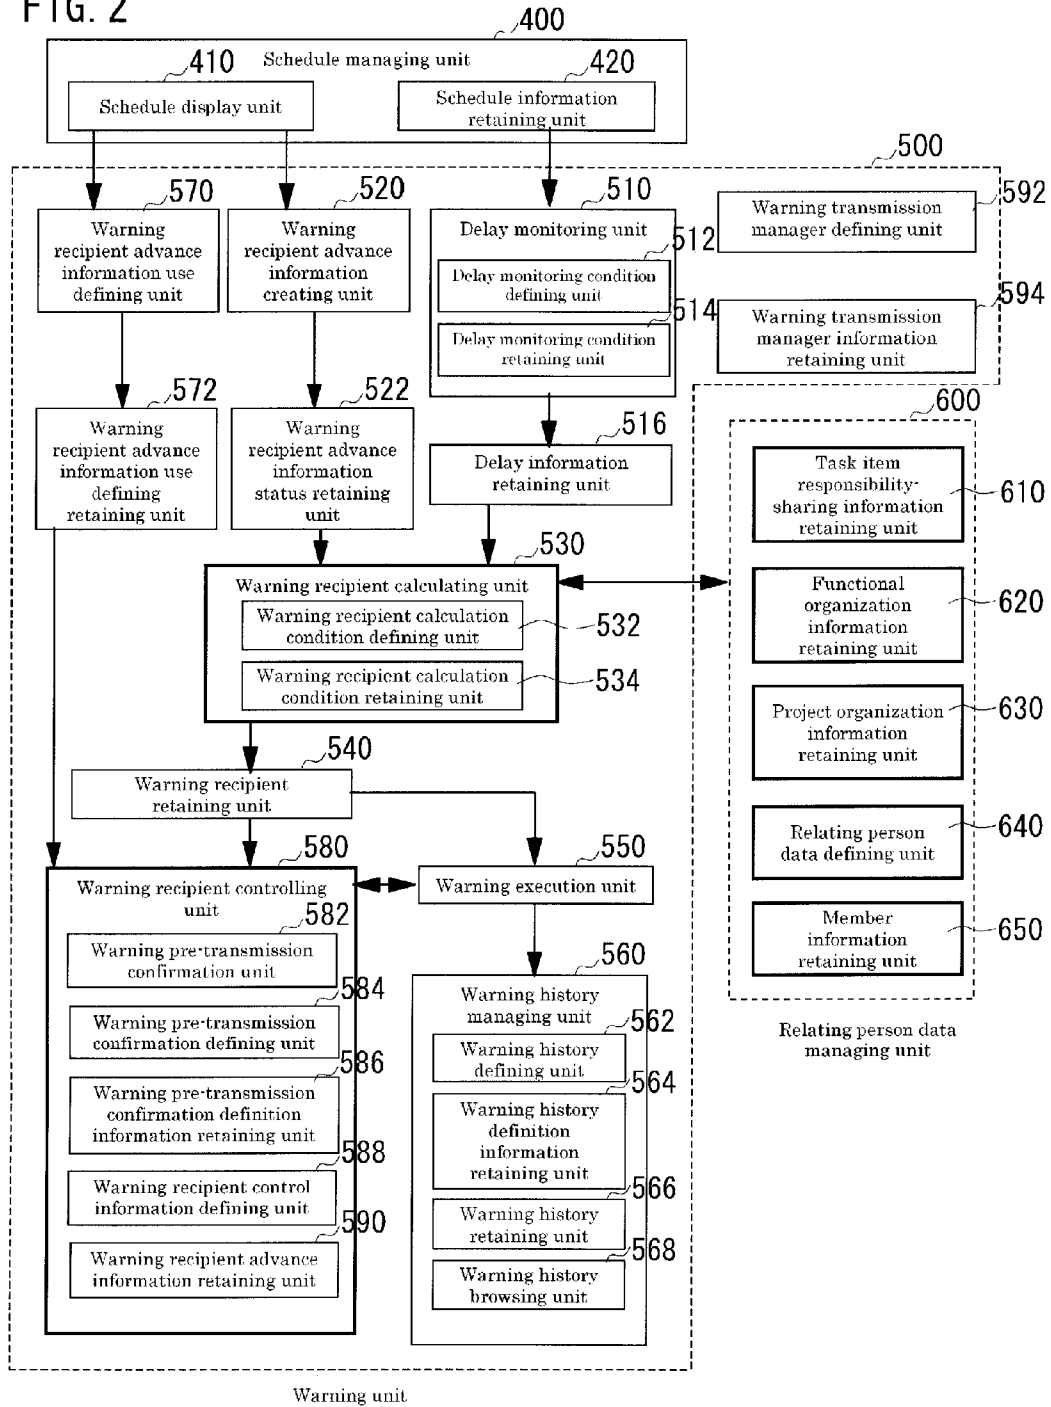 FIG. 2
400
Schedule managing unit
410
420
Schedule display unit
Schedule information
retaining unit
500
570
520
510
592
Warning
recipient advance
information use
defining unit
Warning
recipient advance
information
creating unit
Delay monitoring unit
512
Delay monitoring condition
defining unit
514
Delay monitoring condition
retaining unit
Warning transmission
manager defining unit
594
Warning transmission
manager information
retaining unit
572
522
516
600
Warning
recipient advance
information use
defining
retaining unit
Warning
recipient advance
information
status retaining
unit
Delay information
retaining unit
Task item
responsibility-
sharing information
retaining unit
610
530
Warning recipient calculating unit
Warning recipient calculation
condition defining unit
532
Warning recipient calculation
condition retaining unit
534
Functional
organization
information
retaining unit
620
Project organization
information
retaining unit
630
540
Warning recipient
retaining unit
Relating person
data defining unit
640
580
550
Warning recipient controlling
unit
Warning execution unit
582
Warning pre-transmission
confirmation unit
584
Warning pre-transmission
confirmation defining unit
586
Warning pre-transmission
confirmation definition
information retaining unit
588
Warning recipient control
information defining unit
590
Warning recipient advance
information retaining unit
560
Warning history
managing unit
562
Warning history
defining unit
564
Warning history
definition
information
retaining unit
566
Warning history
retaining unit
568
Warning history
browsing unit
Member
information
retaining unit
650
Relating person data
managing unit
Warning unit